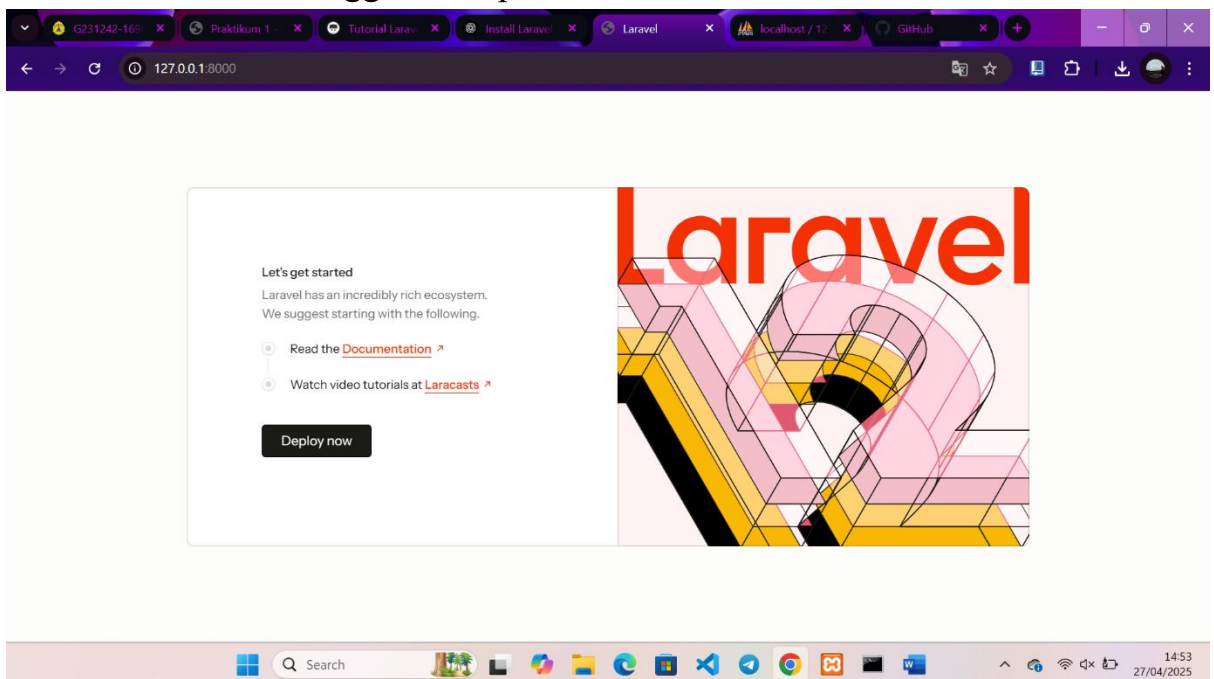 G231242-169
Praktikum 1 -
Tutorial Larav
Install Laravel
Laravel
localhost / 12
GitHub
127.0.0.1:8000
Let's get started
Laravel has an incredibly rich ecosystem.
We suggest starting with the following.
Read the Documentation ↗
Watch video tutorials at Laracasts ↗
Deploy now
Laravel
Search
14:53
27/04/2025